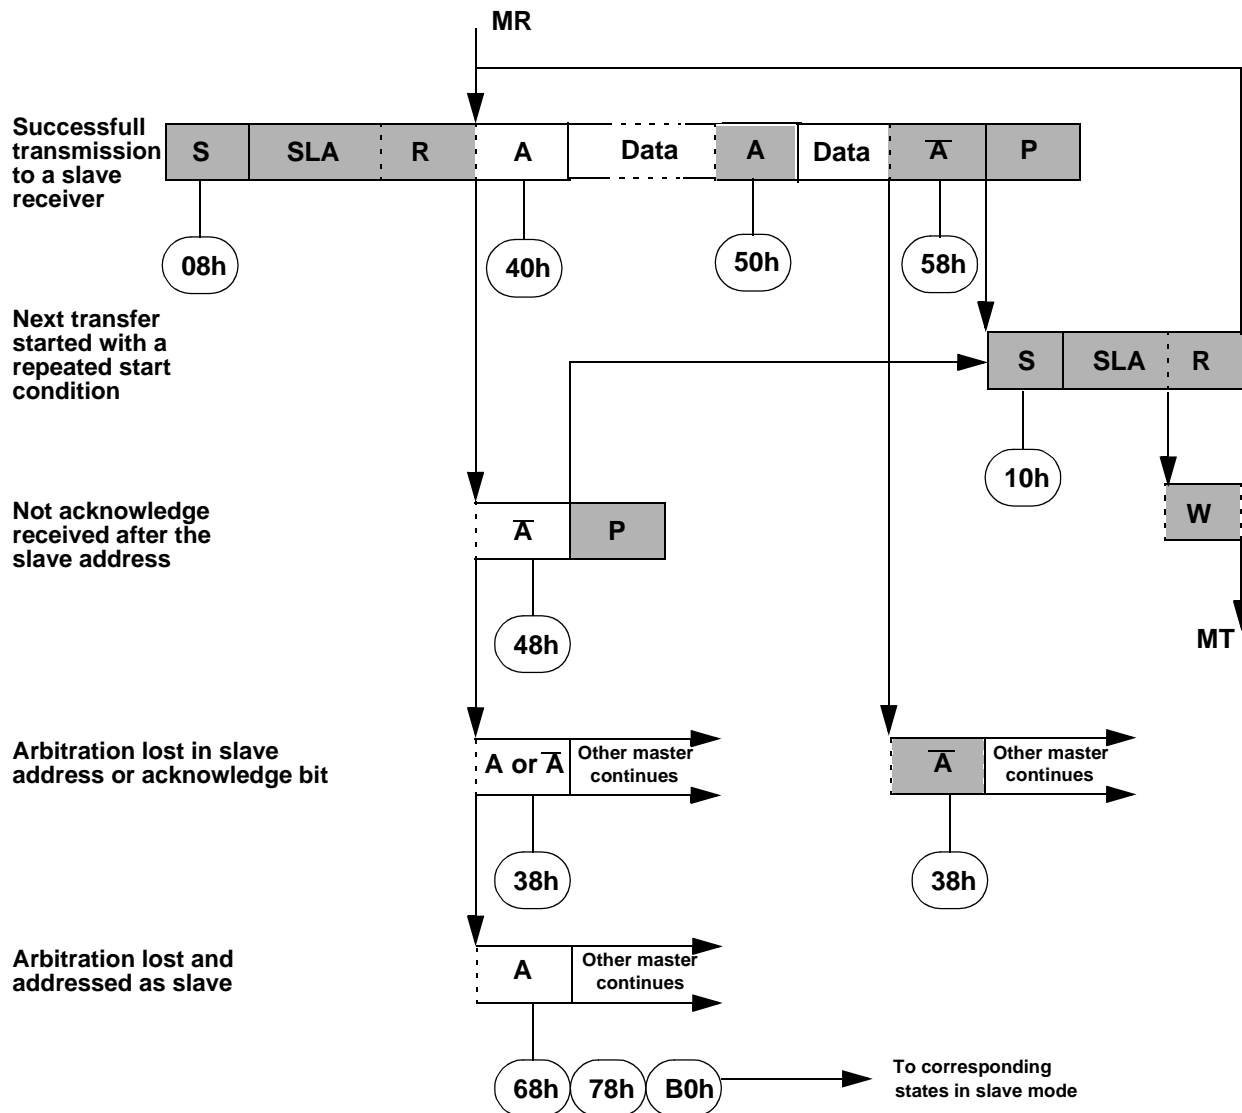 MR
Successfull
transmission
to a slave
receiver
S SLA R A Data A Data A̅ P
08h 40h 50h 58h
Next transfer
started with a
repeated start
condition
S SLA R
10h
Not acknowledge
received after the
slave address
A̅ P
W
48h
MT
Arbitration lost in slave
address or acknowledge bit
A or A̅ Other master
continues
A̅ Other master
continues
38h 38h
Arbitration lost and
addressed as slave
A Other master
continues
68h 78h B0h
To corresponding
states in slave mode